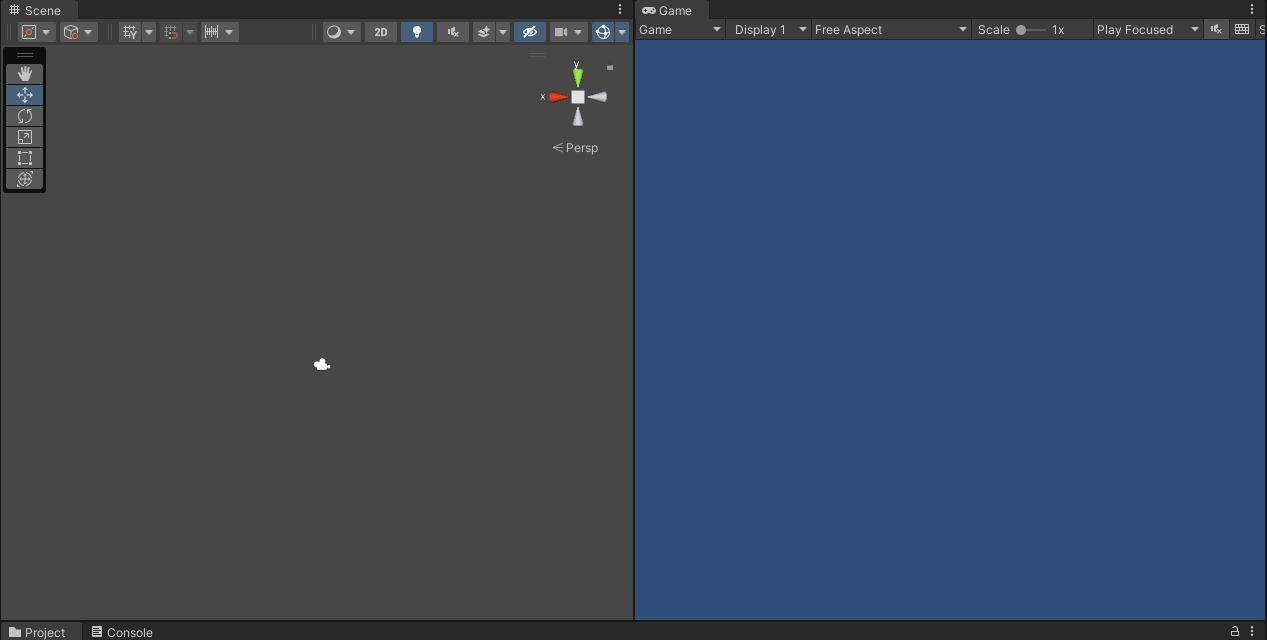 Scene
Game
2D
Game Display 1 Free Aspect Scale 1x Play Focused S
y
x
Persp
Project Console